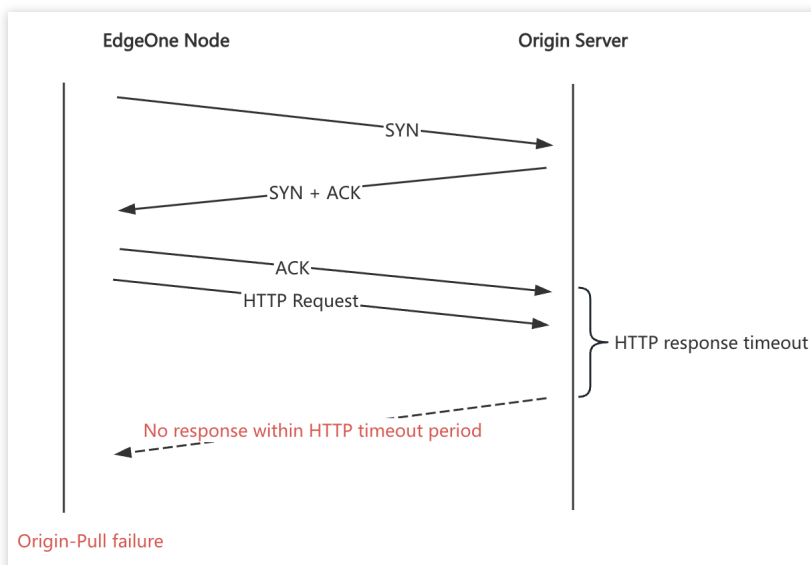 EdgeOne Node
Origin Server
SYN
SYN + ACK
ACK
HTTP Request
HTTP response timeout
No response within HTTP timeout period
Origin-Pull failure